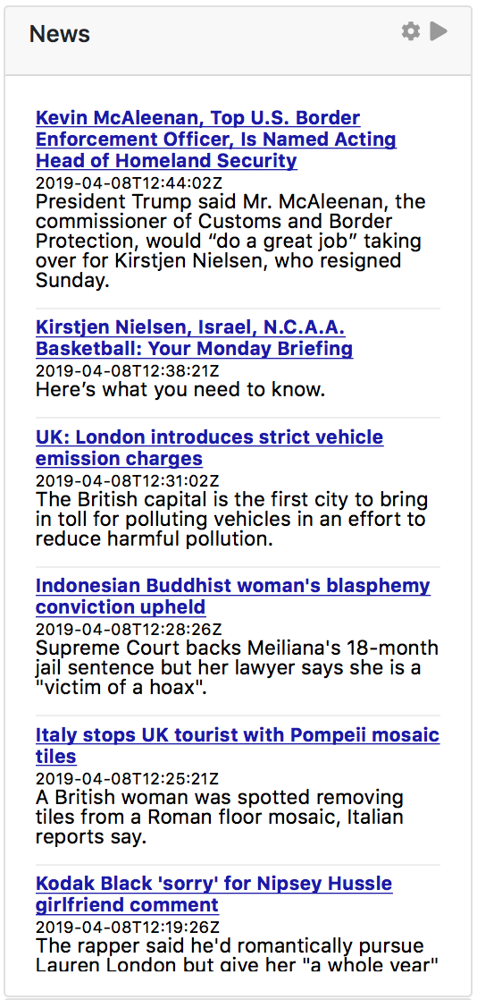 News
Kevin McAleenan, Top U.S. Border
Enforcement Officer, Is Named Acting
Head of Homeland Security
2019-04-08T12:44:02Z
President Trump said Mr. McAleenan, the
commissioner of Customs and Border
Protection, would “do a great job” taking
over for Kirstjen Nielsen, who resigned
Sunday.
Kirstjen Nielsen, Israel, N.C.A.A.
Basketball: Your Monday Briefing
2019-04-08T12:38:21Z
Here’s what you need to know.
UK: London introduces strict vehicle
emission charges
2019-04-08T12:31:02Z
The British capital is the first city to bring
in toll for polluting vehicles in an effort to
reduce harmful pollution.
Indonesian Buddhist woman's blasphemy
conviction upheld
2019-04-08T12:28:26Z
Supreme Court backs Meiliana's 18-month
jail sentence but her lawyer says she is a
"victim of a hoax".
Italy stops UK tourist with Pompeii mosaic
tiles
2019-04-08T12:25:21Z
A British woman was spotted removing
tiles from a Roman floor mosaic, Italian
reports say.
Kodak Black 'sorry' for Nipsey Hussle
girlfriend comment
2019-04-08T12:19:26Z
The rapper said he'd romantically pursue
Lauren London but give her "a whole year"